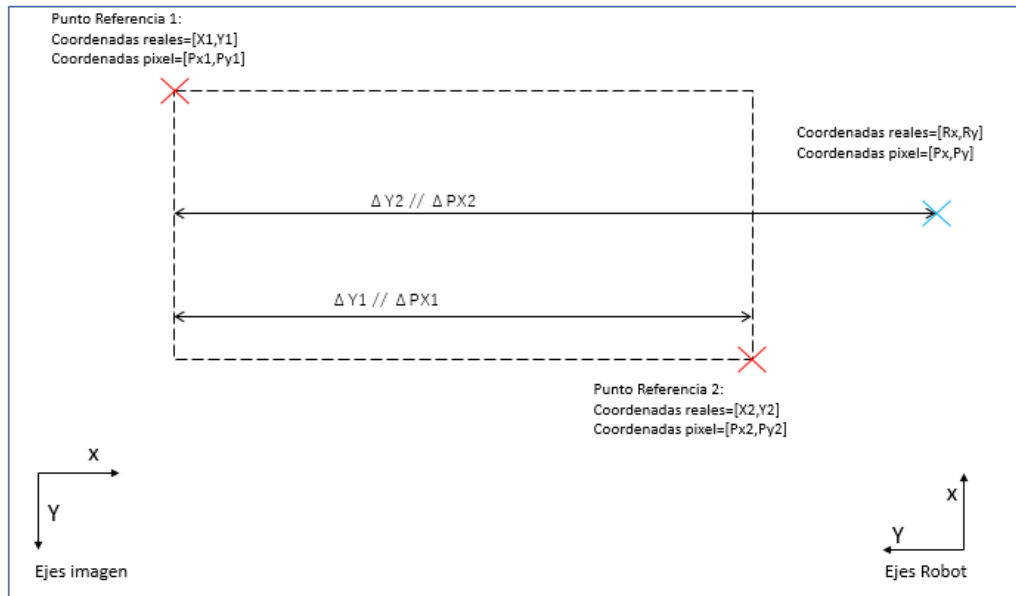 Punto Referencia 1:
Coordenadas reales=[X1,Y1]
Coordenadas pixel=[Px1,Py1]
Coordenadas reales=[Rx,Ry]
Coordenadas pixel=[Px,Py]
Δ Y2 // Δ PX2
Δ Y1 // Δ PX1
Punto Referencia 2:
Coordenadas reales=[X2,Y2]
Coordenadas pixel=[Px2,Py2]
X
Y
Ejes imagen
X
Y
Ejes Robot